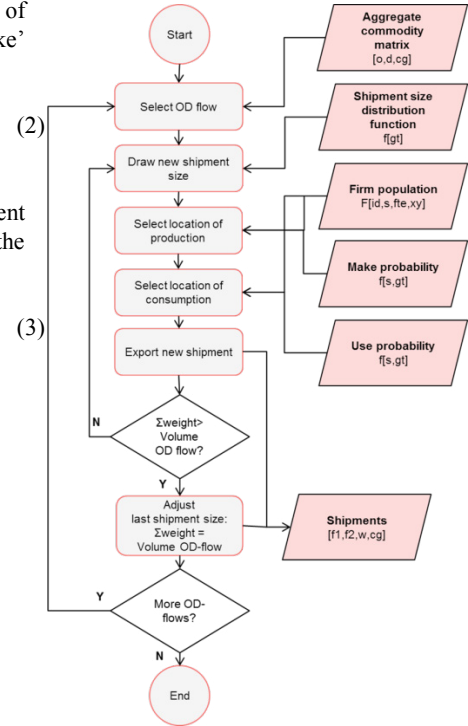 of
ke’
(2)
ent
the
(3)
Start
Select OD flow
Draw new shipment
size
Select location of
production
Select location of
consumption
Export new shipment
N
Σweight>
Volume
OD flow?
Y
Adjust
last shipment size:
Σweight =
Volume OD-flow
Y
More OD-
flows?
N
End
Aggregate
commodity
matrix
[o,d,cg]
Shipment size
distribution
function
f[gt]
Firm population
F[id,s,fte,xy]
Make probability
f[s,gt]
Use probability
f[s,gt]
Shipments
[f1,f2,w,cg]